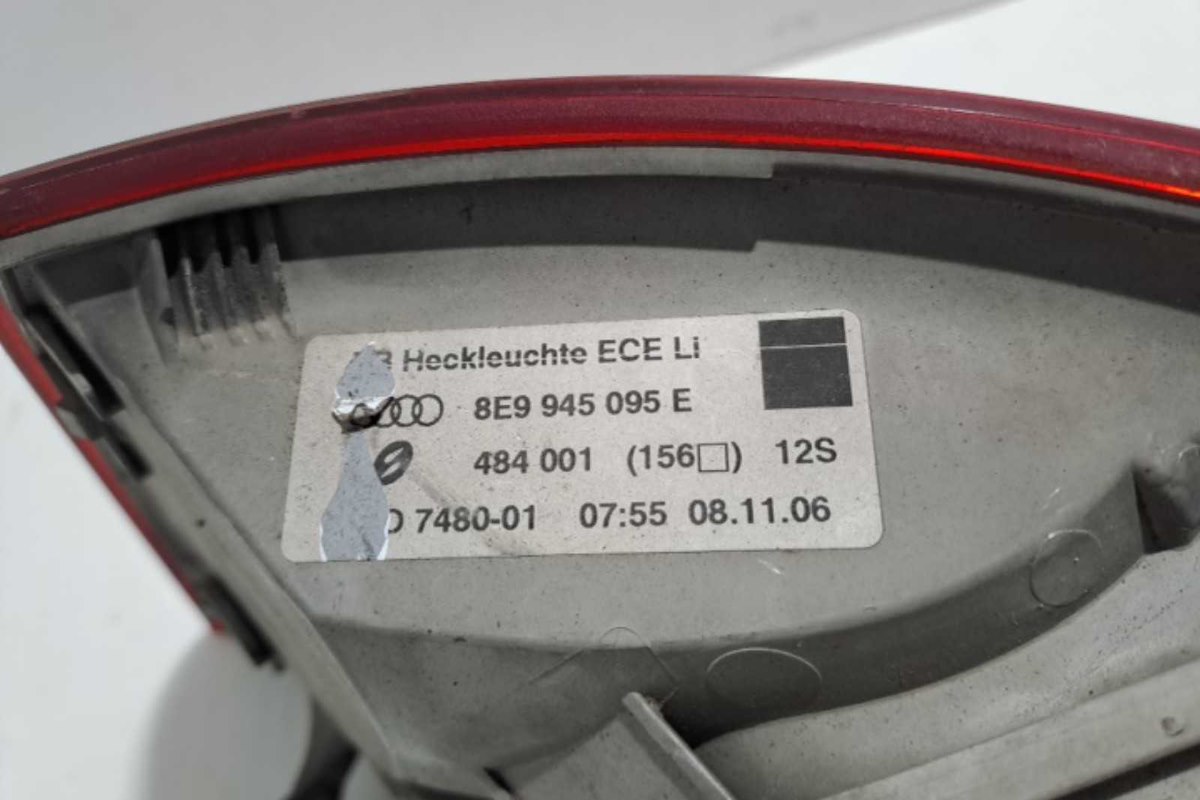 Heckleuchte ECE Li
8E9 945 095 E
484 001 (156□) 12S
7480-01 07:55 08.11.06